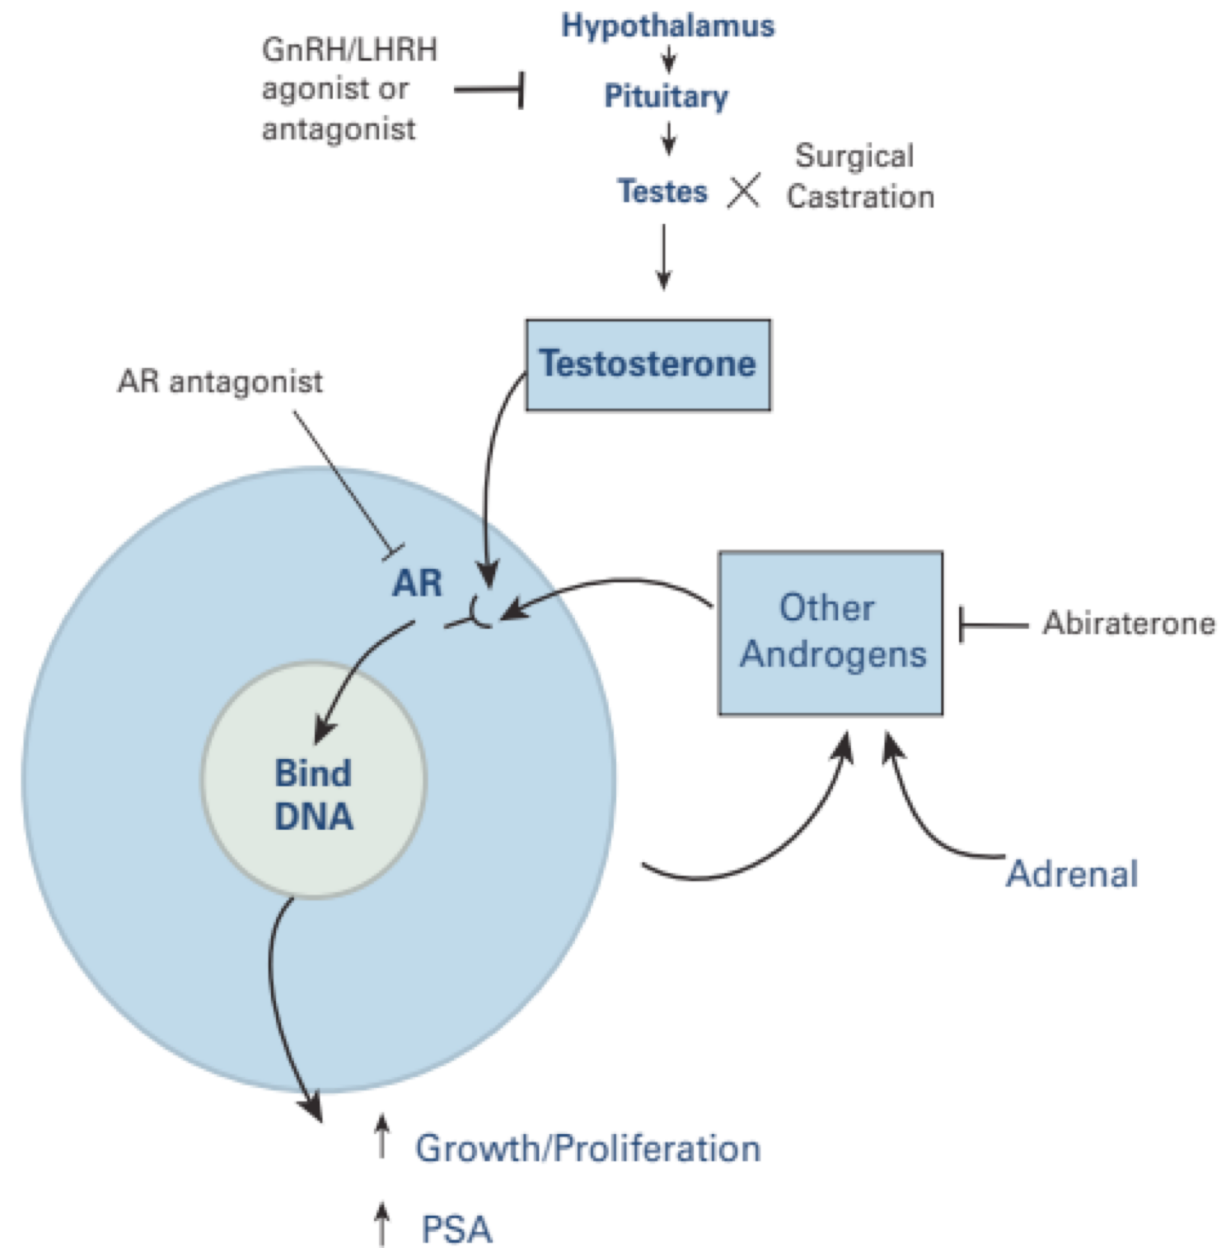 Hypothalamus
GnRH/LHRH
agonist or
antagonist
Pituitary
Surgical
Castration
Testes
Testosterone
AR antagonist
AR
Other
Androgens
Abiraterone
Bind
DNA
Adrenal
Growth/Proliferation
PSA